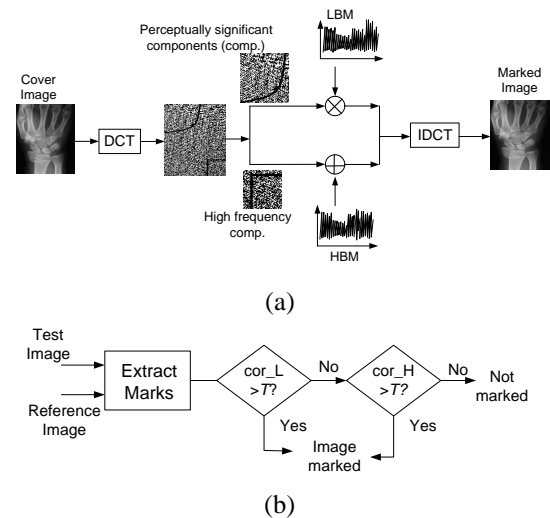 LBM
Perceptually significant
components (comp.)
Cover
Image
Marked
Image
DCT
IDCT
High frequency
comp.
HBM
(a)
Test
Image
Extract
Marks
Reference
Image
cor_L
>T?
No
cor_H
>T?
No
Not
marked
Yes
Yes
Image
marked
(b)